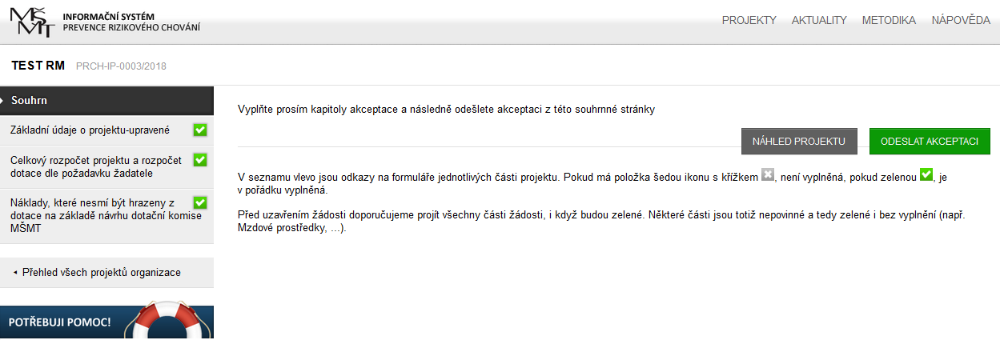 MŠMT
INFORMAČNÍ SYSTÉM
PREVENCE RIZIKOVÉHO CHOVÁNÍ
PROJEKTY AKTUALITY METODIKA NÁPOVĚDA
TEST RM PRCH-IP-0003/2018
Souhrn
Základní údaje o projektu-upravené
Celkový rozpočet projektu a rozpočet
dotace dle požadavku žadatele
Náklady, které nesmí být hrazeny z
dotace na základě návrhu dotační komise
MŠMT
Přehled všech projektů organizace
POTŘEBUJI POMOC!
Vyplňte prosím kapitoly akceptace a následně odešlete akceptaci z této souhrnné stránky
NÁHLED PROJEKTU ODESLAT AKCEPTACI
V seznamu vlevo jsou odkazy na formuláře jednotlivých části projektu. Pokud má položka šedou ikonu s křížkem , není vyplněná, pokud zelenou , je
v pořádku vyplněná.
Před uzavřením žádosti doporučujeme projít všechny části žádosti, i když budou zelené. Některé části jsou totiž nepovinné a tedy zelené i bez vyplnění (např.
Mzdové prostředky, ...).